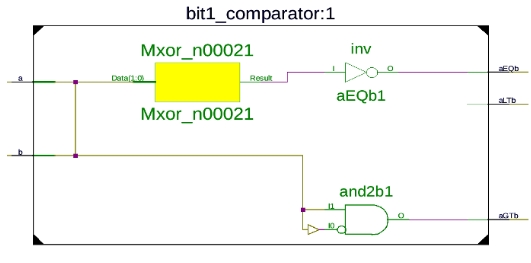 bit1_comparator:1
Mxor_n00021
inv
a
Data(1:0)
Result
I
O
aEQb
aEQb1
aLTb
Mxor_n00021
b
and2b1
I1
I0
O
aGTb